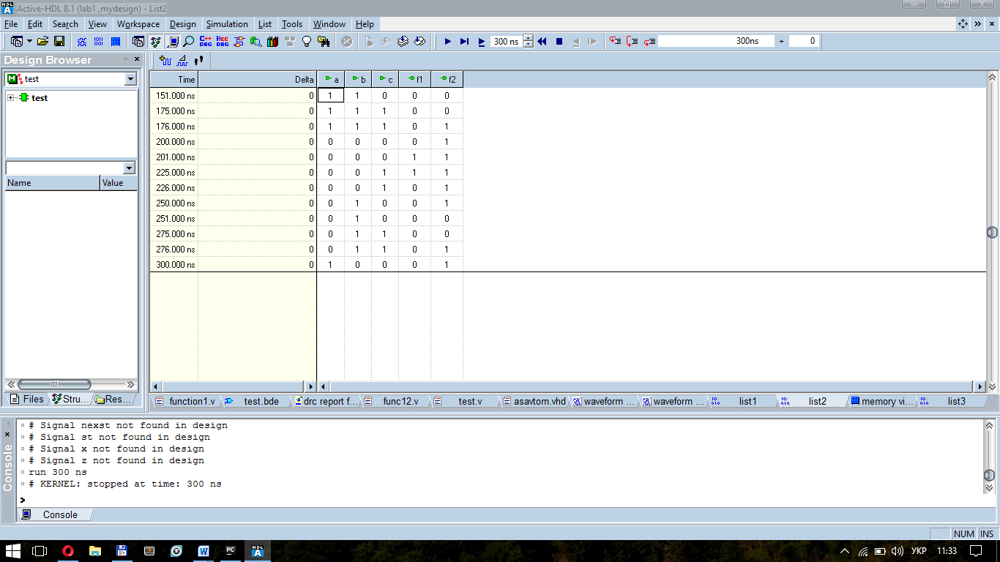 Active-HDL 8.1 (lab1 ,mydesign) - List2
File Edit Search View Workspace Design Simulation List Tools Window Help
300 ns 300ns + 0
Design Browser
test
test
Name Value
Time Delta a b c f1 f2
151.000 ns 0 1 1 0 0 0
175.000 ns 0 1 1 1 0 0
176.000 ns 0 1 1 1 0 1
200.000 ns 0 0 0 0 0 1
201.000 ns 0 0 0 0 1 1
225.000 ns 0 0 0 1 1 1
226.000 ns 0 0 0 1 0 1
250.000 ns 0 0 1 0 0 1
251.000 ns 0 0 1 0 0 0
275.000 ns 0 0 1 1 0 0
276.000 ns 0 0 1 1 0 1
300.000 ns 0 1 0 0 0 1
Files Stru... Res...
function1.v test.bde drc report f... func12.v test.v asavtom.vhd waveform ... waveform ... list1 list2 memory vi... list3
# Signal nexst not found in design
# Signal st not found in design
# Signal x not found in design
# Signal z not found in design
run 300 ns
# KERNEL: stopped at time: 300 ns
>
Console
Console
NUM INS
УКР 11:33